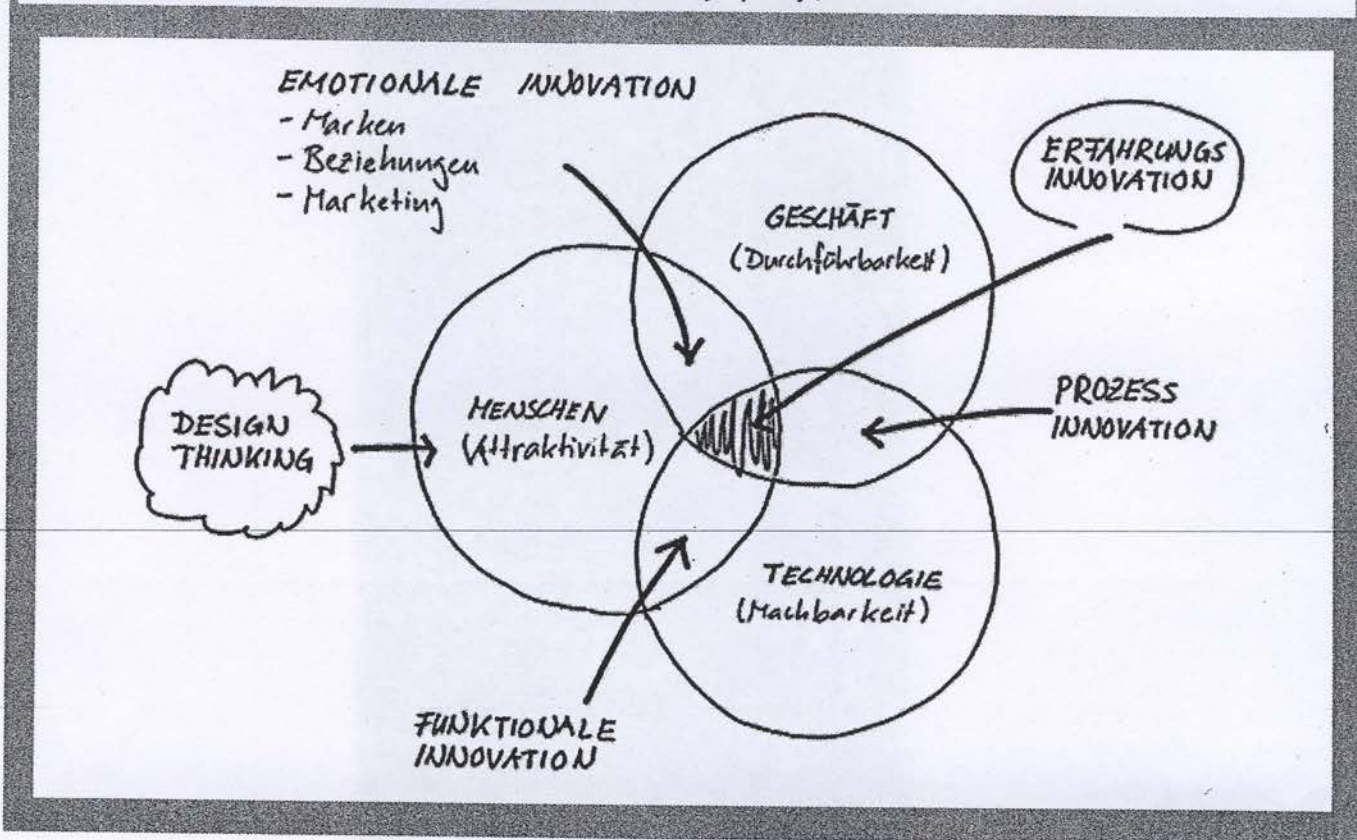 EMOTIONALE INNOVATION
- Marken
- Beziehungen
- Marketing
GESCHÄFT
(Durchführbarkeit)
ERFAHRUNGS
INNOVATION
DESIGN
THINKING
MENSCHEN
(Attraktivität)
PROZESS
INNOVATION
TECHNOLOGIE
(Machbarkeit)
FUNKTIONALE
INNOVATION